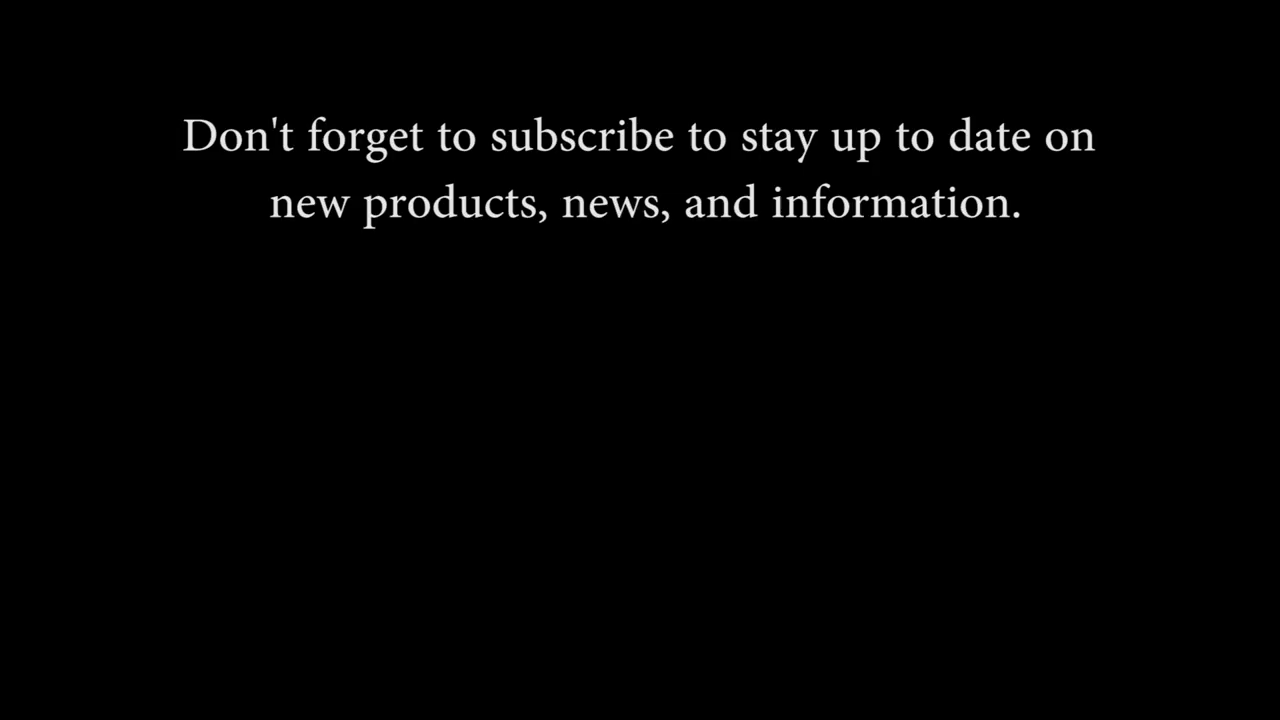 Don't forget to subscribe to stay up to date on
new products, news, and information.